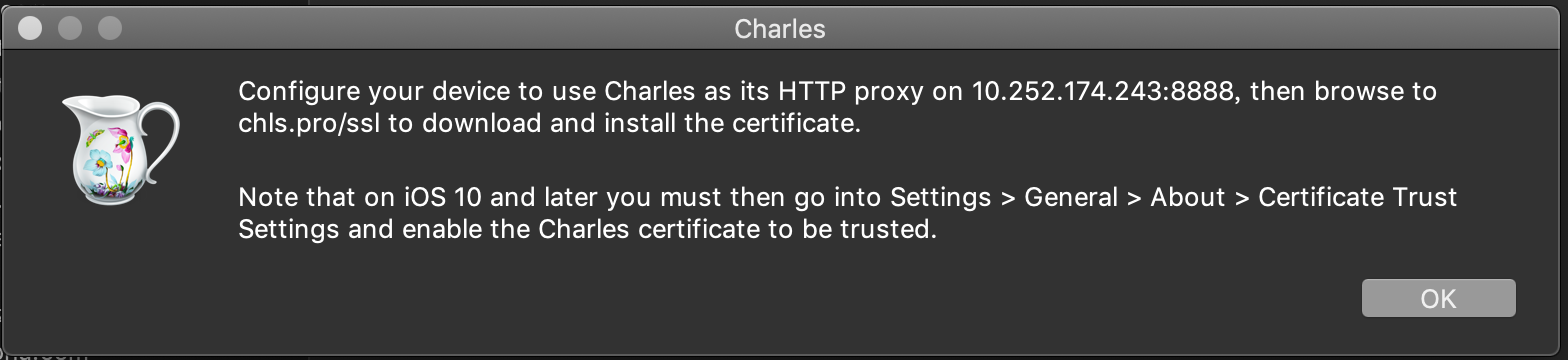 Charles
Configure your device to use Charles as its HTTP proxy on 10.252.174.243:8888, then browse to
chls.pro/ssl to download and install the certificate.
Note that on iOS 10 and later you must then go into Settings > General > About > Certificate Trust
Settings and enable the Charles certificate to be trusted.
OK